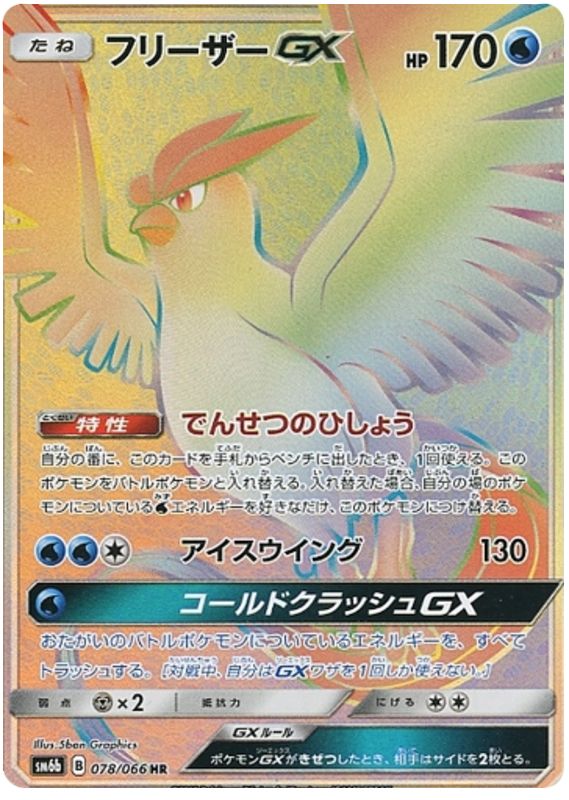 たね フリーザーGX HP 170
特性 でんせつのひしょう
自分の番に、このカードを手札からベンチに出したとき、1回使える。この
ポケモンをバトルポケモンと入れ替える。入れ替えた場合、自分の場のポケ
モンについているエネルギーを好きなだけ、このポケモンにつけ替える。
アイスウイング 130
コールドクラッシュGX
おたがいのバトルポケモンについているエネルギーを、すべて
トラッシュする。[対戦中、自分はGXワザを1回しか使えない。]
弱点 ×2 抵抗力 にげる
Illus. 5ban Graphics
GXルール
ポケモンGXがきぜつしたとき、相手はサイドを2枚とる。
SM6b B 078/066 HR